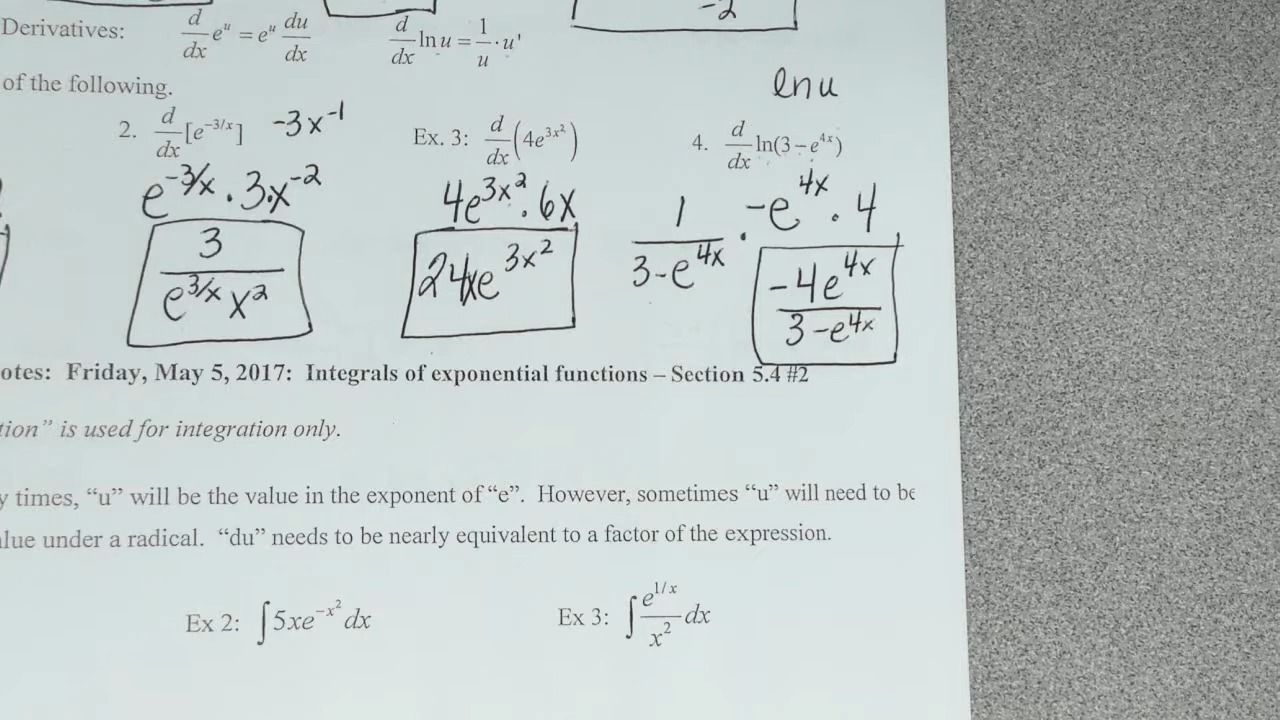 -2
Derivatives: d/dx e^u = e^u du/dx    d/dx ln u = 1/u · u'
of the following.
ln u
2. d/dx [e^{-3/x}]  -3x^{-1}    Ex. 3: d/dx (4e^{3x^2})    4. d/dx ln(3 – e^{4x})
e^{-3/x} · 3·x^{-2}    4e^{3x^2} · 6x    1/(3-e^{4x}) · -e^{4x} · 4
3/(e^{3/x} x^2)    24xe^{3x^2}    -4e^{4x}/(3-e^{4x})
otes: Friday, May 5, 2017: Integrals of exponential functions – Section 5.4 #2
tion” is used for integration only.
y times, “u” will be the value in the exponent of “e”. However, sometimes “u” will need to be
alue under a radical. “du” needs to be nearly equivalent to a factor of the expression.
Ex 2: ∫5xe^{-x^2} dx    Ex 3: ∫ e^{1/x}/x^2 dx